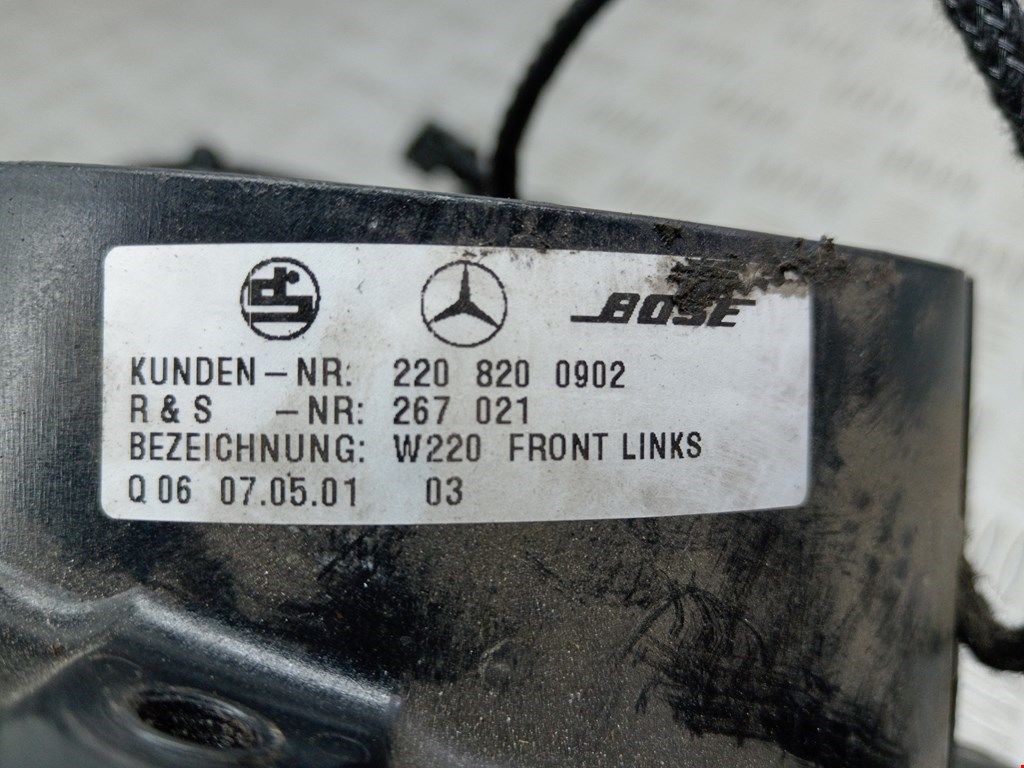 BOSE
KUNDEN-NR: 220 820 0902
R & S -NR: 267 021
BEZEICHNUNG: W220 FRONT LINKS
Q 06 07.05.01 03